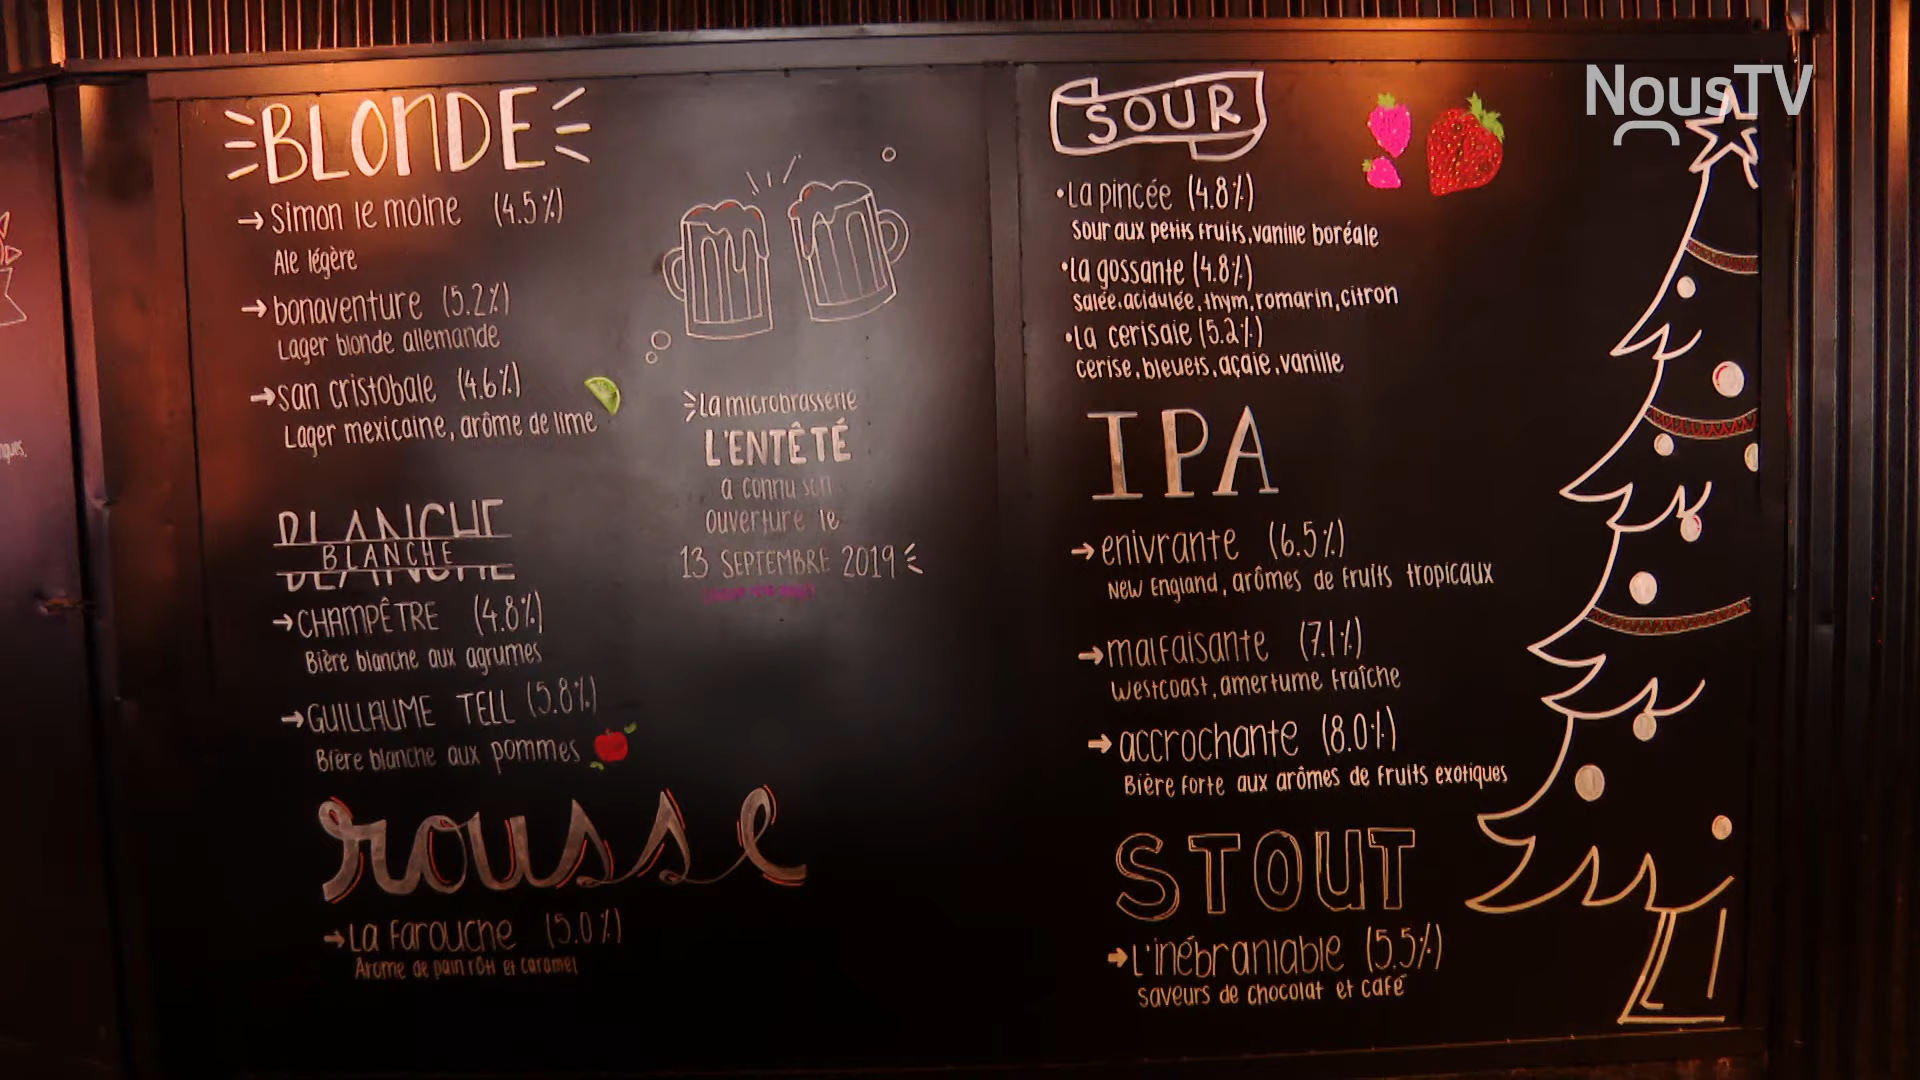 BLONDE
→ Simon le moine (4.5%)
Ale légère
→ bonaventure (5.2%)
Lager blonde allemande
→ san cristobale (4.6%)
Lager mexicaine, arôme de lime
BLANCHE
BLANCHE
→ CHAMPÊTRE (4.8%)
Bière blanche aux agrumes
→ GUILLAUME TELL (5.8%)
Bière blanche aux pommes
rousse
→ La Farouche (5.0%)
Arome de pain rôti et caramel
La microbrasserie
L'ENTÊTÉ
a connu son
ouverture le
13 SEPTEMBRE 2019
SOUR
• La pincée (4.8%)
sour aux petits fruits, vanille boréale
• La gossante (4.8%)
salée, acidulée, thym, romarin, citron
• La cerisaie (5.2%)
cerise, bleuets, açaïe, vanille
IPA
→ enivrante (6.5%)
New England, arômes de fruits tropicaux
→ malfaisante (7.1%)
Westcoast, amertume fraîche
→ accrochante (8.0%)
Bière forte aux arômes de fruits exotiques
STOUT
→ L'inébranlable (5.5%)
saveurs de chocolat et café
NousTV